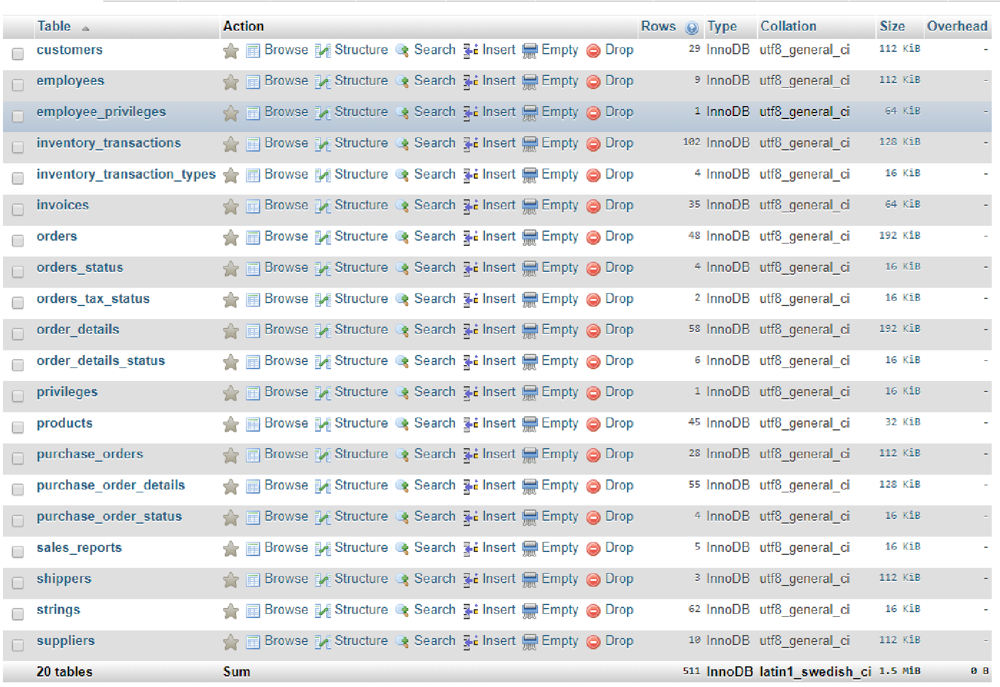 Table Action Rows Type Collation Size Overhead
customers Browse Structure Search Insert Empty Drop 29 InnoDB utf8_general_ci 112 KiB -
employees Browse Structure Search Insert Empty Drop 9 InnoDB utf8_general_ci 112 KiB -
employee_privileges Browse Structure Search Insert Empty Drop 1 InnoDB utf8_general_ci 64 KiB -
inventory_transactions Browse Structure Search Insert Empty Drop 102 InnoDB utf8_general_ci 128 KiB -
inventory_transaction_types Browse Structure Search Insert Empty Drop 4 InnoDB utf8_general_ci 16 KiB -
invoices Browse Structure Search Insert Empty Drop 35 InnoDB utf8_general_ci 64 KiB -
orders Browse Structure Search Insert Empty Drop 48 InnoDB utf8_general_ci 192 KiB -
orders_status Browse Structure Search Insert Empty Drop 4 InnoDB utf8_general_ci 16 KiB -
orders_tax_status Browse Structure Search Insert Empty Drop 2 InnoDB utf8_general_ci 16 KiB -
order_details Browse Structure Search Insert Empty Drop 58 InnoDB utf8_general_ci 192 KiB -
order_details_status Browse Structure Search Insert Empty Drop 6 InnoDB utf8_general_ci 16 KiB -
privileges Browse Structure Search Insert Empty Drop 1 InnoDB utf8_general_ci 16 KiB -
products Browse Structure Search Insert Empty Drop 45 InnoDB utf8_general_ci 32 KiB -
purchase_orders Browse Structure Search Insert Empty Drop 28 InnoDB utf8_general_ci 112 KiB -
purchase_order_details Browse Structure Search Insert Empty Drop 55 InnoDB utf8_general_ci 128 KiB -
purchase_order_status Browse Structure Search Insert Empty Drop 4 InnoDB utf8_general_ci 16 KiB -
sales_reports Browse Structure Search Insert Empty Drop 5 InnoDB utf8_general_ci 16 KiB -
shippers Browse Structure Search Insert Empty Drop 3 InnoDB utf8_general_ci 112 KiB -
strings Browse Structure Search Insert Empty Drop 62 InnoDB utf8_general_ci 16 KiB -
suppliers Browse Structure Search Insert Empty Drop 10 InnoDB utf8_general_ci 112 KiB -
20 tables Sum 511 InnoDB latin1_swedish_ci 1.5 MiB 0 B